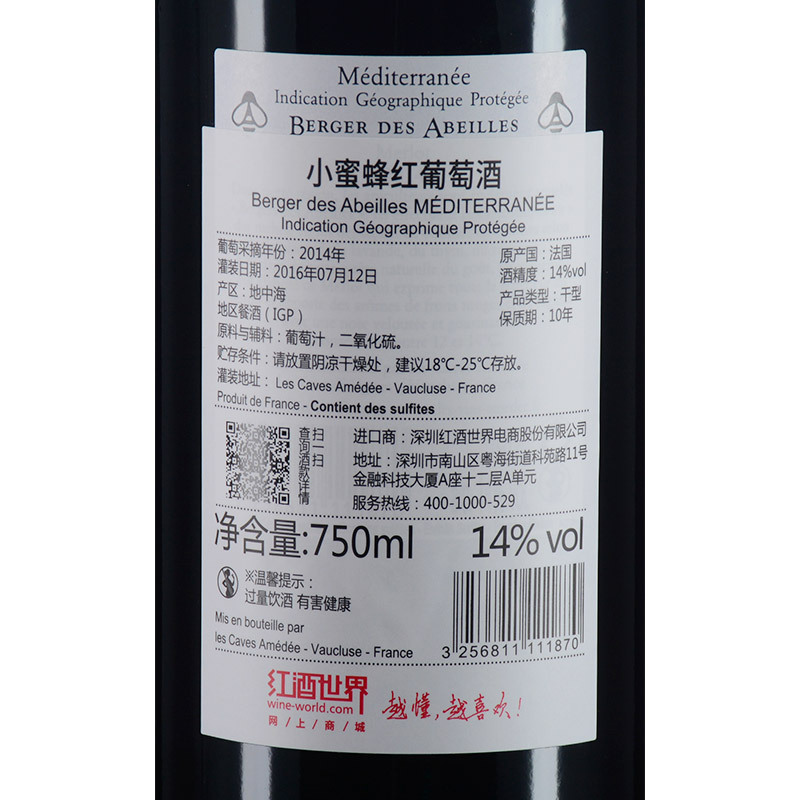 Méditerranée
Indication Géographique Protégée
BERGER DES ABEILLES
小蜜蜂红葡萄酒
Berger des Abeilles MÉDITERRANÉE
Indication Géographique Protégée
葡萄采摘年份：2014年
原产国：法国
灌装日期：2016年07月12日
酒精度：14%vol
产区：地中海
产品类型：干型
地区餐酒（IGP）
保质期：10年
原料与辅料：葡萄汁，二氧化硫。
贮存条件：请放置阴凉干燥处，建议18℃-25℃存放。
灌装地址： Les Caves Amédée - Vaucluse - France
Produit de France - Contient des sulfites
扫一扫
查询酒款详情
进口商：深圳红酒世界电商股份有限公司
地址：深圳市南山区粤海街道科苑路11号
金融科技大厦A座十二层A单元
服务热线：400-1000-529
净含量:750ml 14% vol
※温馨提示：
过量饮酒 有害健康
Mis en bouteille par
les Caves Amédée - Vaucluse - France
3 256811 111870
红酒世界
wine-world.com
网 / 上 / 商 / 城
越懂，越喜欢！